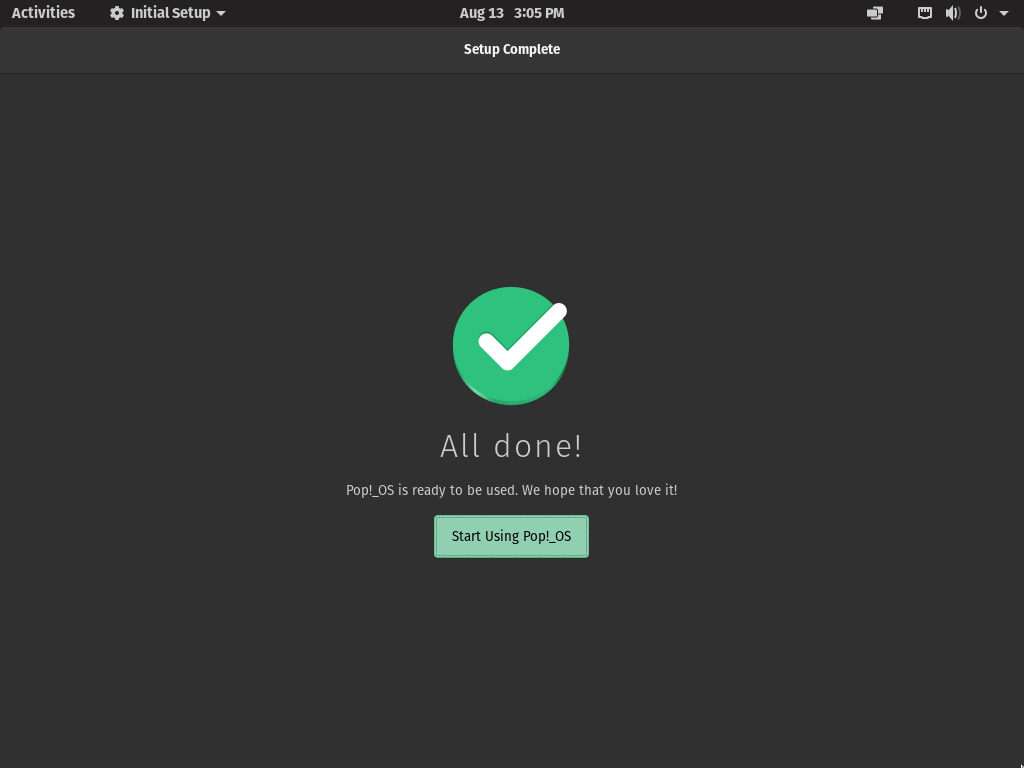 Activities Initial Setup Aug 13 3:05 PM
Setup Complete
All done!
Pop!_OS is ready to be used. We hope that you love it!
Start Using Pop!_OS